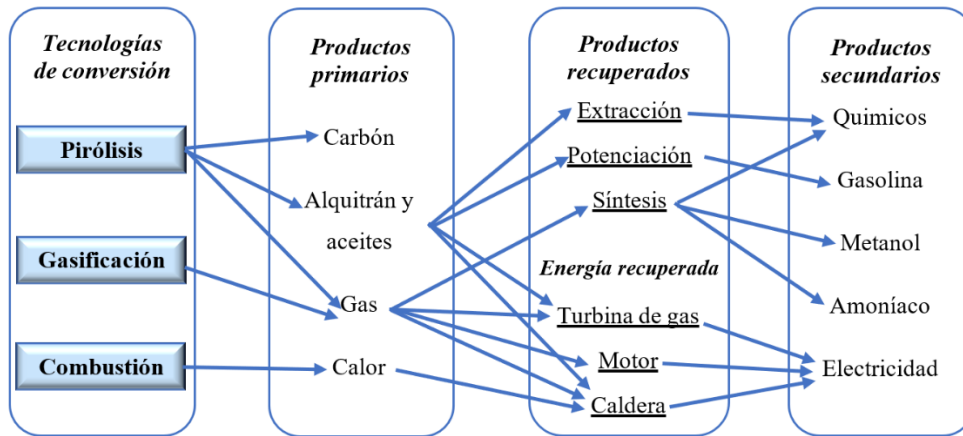 Tecnologías
de conversión
Pirólisis
Gasificación
Combustión
Productos
primarios
Carbón
Alquitrán y
aceites
Gas
Calor
Productos
recuperados
Extracción
Potenciación
Síntesis
Energía recuperada
Turbina de gas
Motor
Caldera
Productos
secundarios
Quimicos
Gasolina
Metanol
Amoníaco
Electricidad